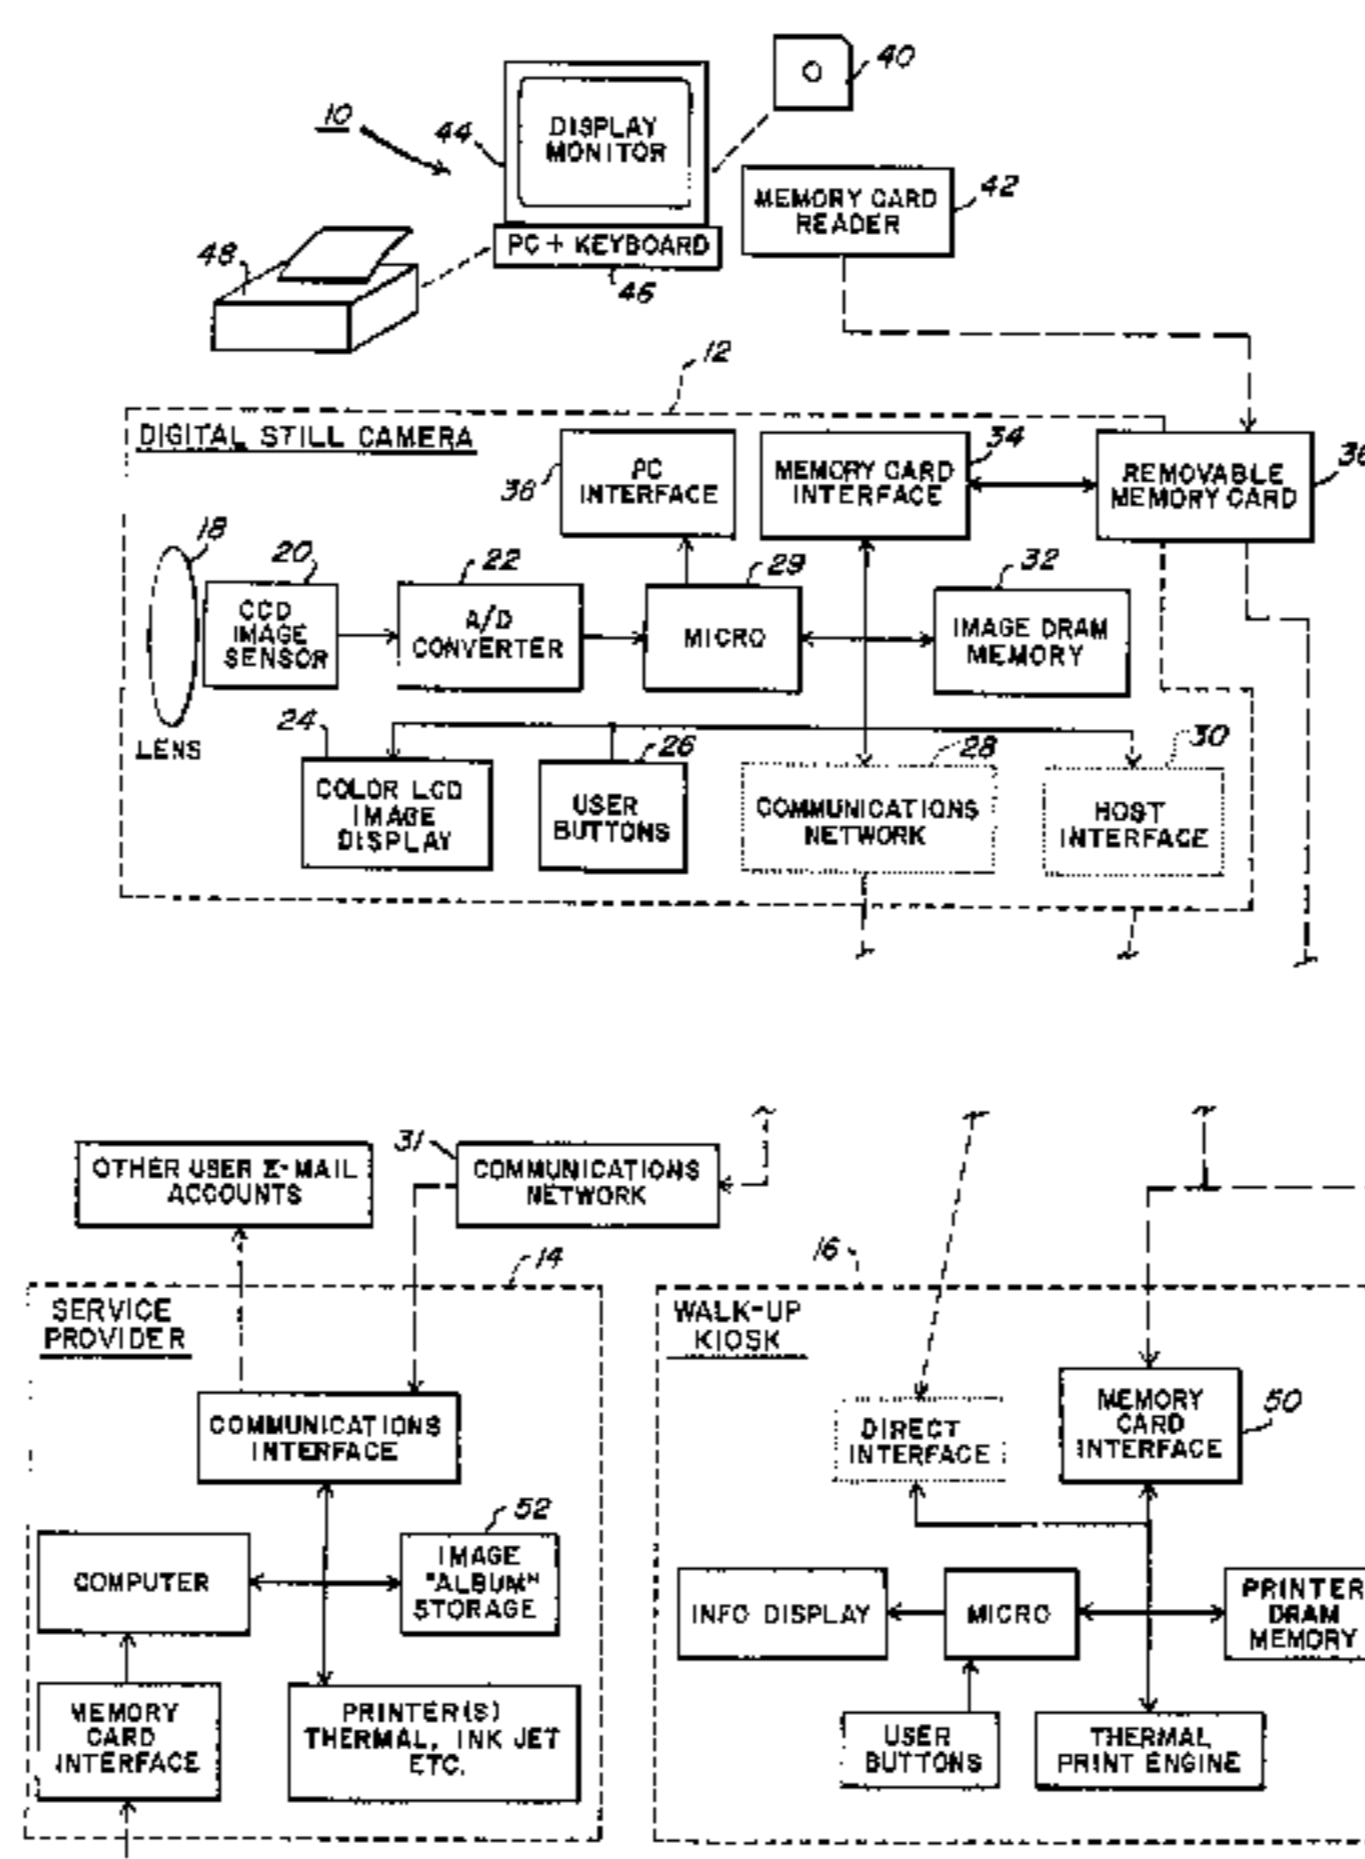 10
44
DISPLAY
MONITOR
40
MEMORY CARD
READER
42
48
PC + KEYBOARD
46
12
DIGITAL STILL CAMERA
38
PC
INTERFACE
MEMORY CARD
INTERFACE
34
REMOVABLE
MEMORY CARD
36
18
LENS
20
CCD
IMAGE
SENSOR
22
A/D
CONVERTER
29
MICRO
32
IMAGE DRAM
MEMORY
24
COLOR LCD
IMAGE
DISPLAY
26
USER
BUTTONS
28
COMMUNICATIONS
NETWORK
30
HOST
INTERFACE
OTHER USER E-MAIL
ACCOUNTS
31
COMMUNICATIONS
NETWORK
14
SERVICE
PROVIDER
COMMUNICATIONS
INTERFACE
COMPUTER
52
IMAGE
"ALBUM"
STORAGE
MEMORY
CARD
INTERFACE
PRINTER(S)
THERMAL, INK JET
ETC.
16
WALK-UP
KIOSK
DIRECT
INTERFACE
MEMORY
CARD
INTERFACE
50
INFO DISPLAY
MICRO
PRINTER
DRAM
MEMORY
USER
BUTTONS
THERMAL
PRINT ENGINE